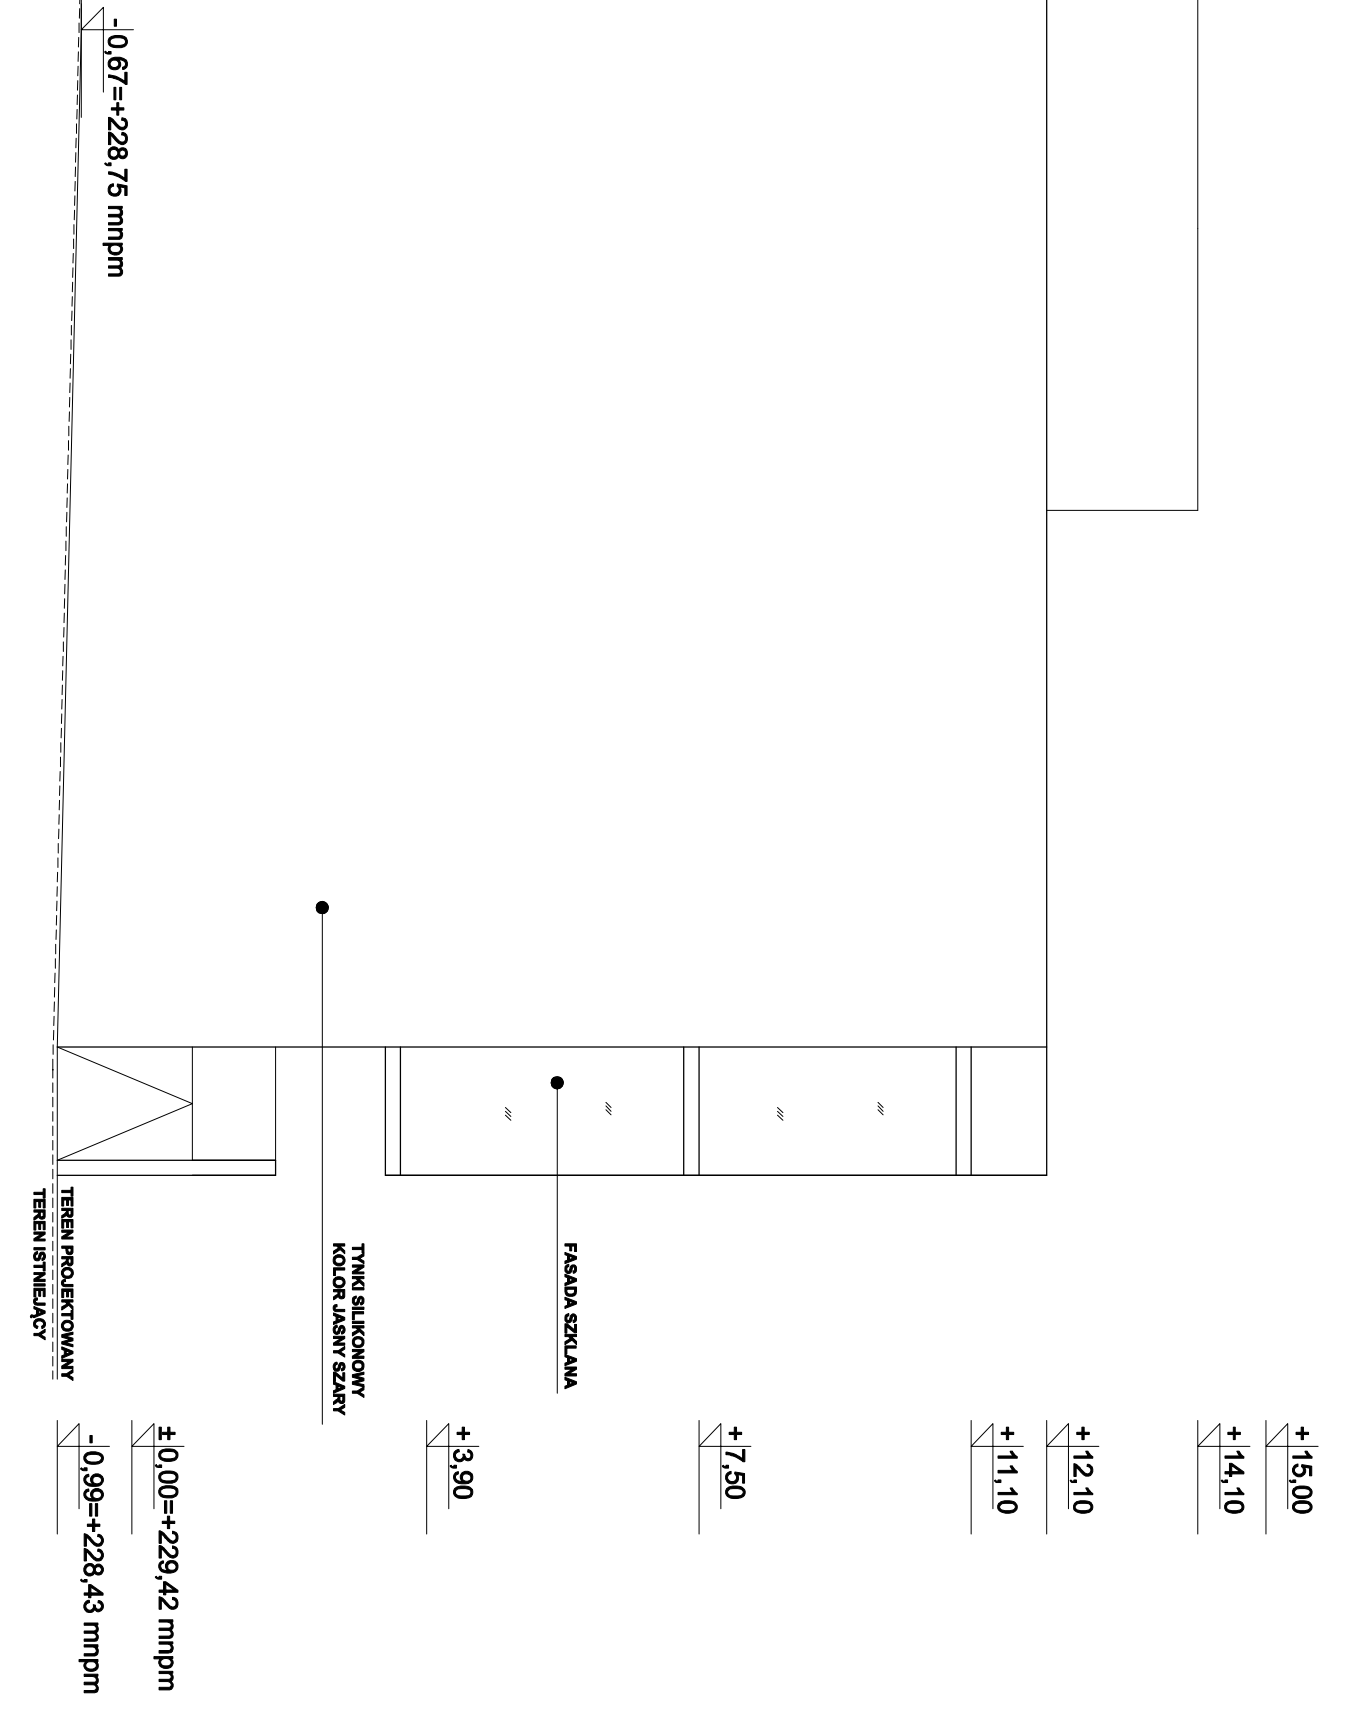 + 15,00
+ 14,10
+ 12,10
+ 11,10
+ 7,50
+ 3,90
± 0,00=+229,42 mnpm
- 0,99=+228,43 mnpm
- 0,67=+228,75 mnpm
FASADA SZKLANA
TYNKI SILIKONOWY
KOLOR JASNY SZARY
TEREN PROJEKTOWANY
TEREN ISTNIEJĄCY